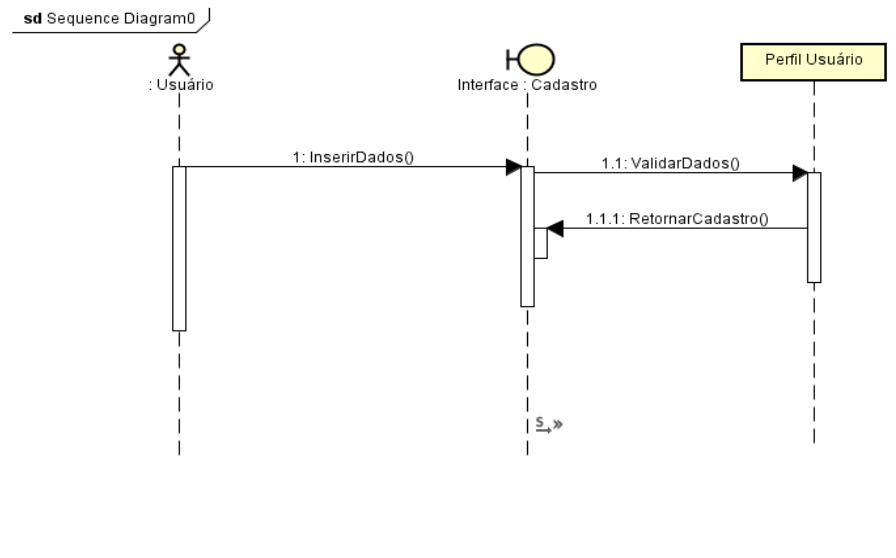 sd Sequence Diagram0
: Usuário
Interface : Cadastro
Perfil Usuário
1: InserirDados()
1.1: ValidarDados()
1.1.1: RetornarCadastro()
S »